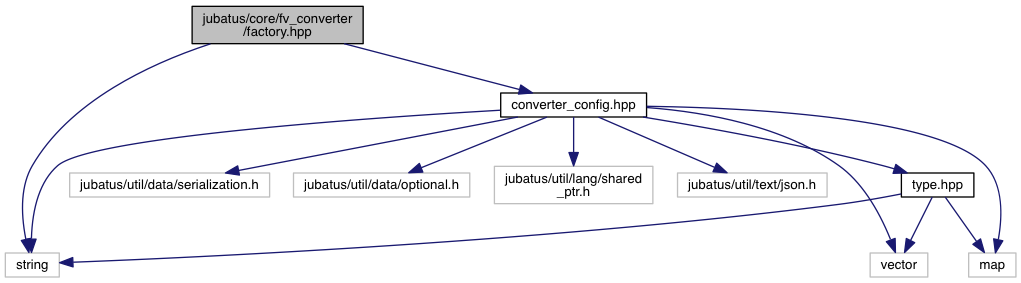 jubatus/core/fv_converter
/factory.hpp
converter_config.hpp
jubatus/util/data/serialization.h
jubatus/util/data/optional.h
jubatus/util/lang/shared
_ptr.h
jubatus/util/text/json.h
type.hpp
string
vector
map